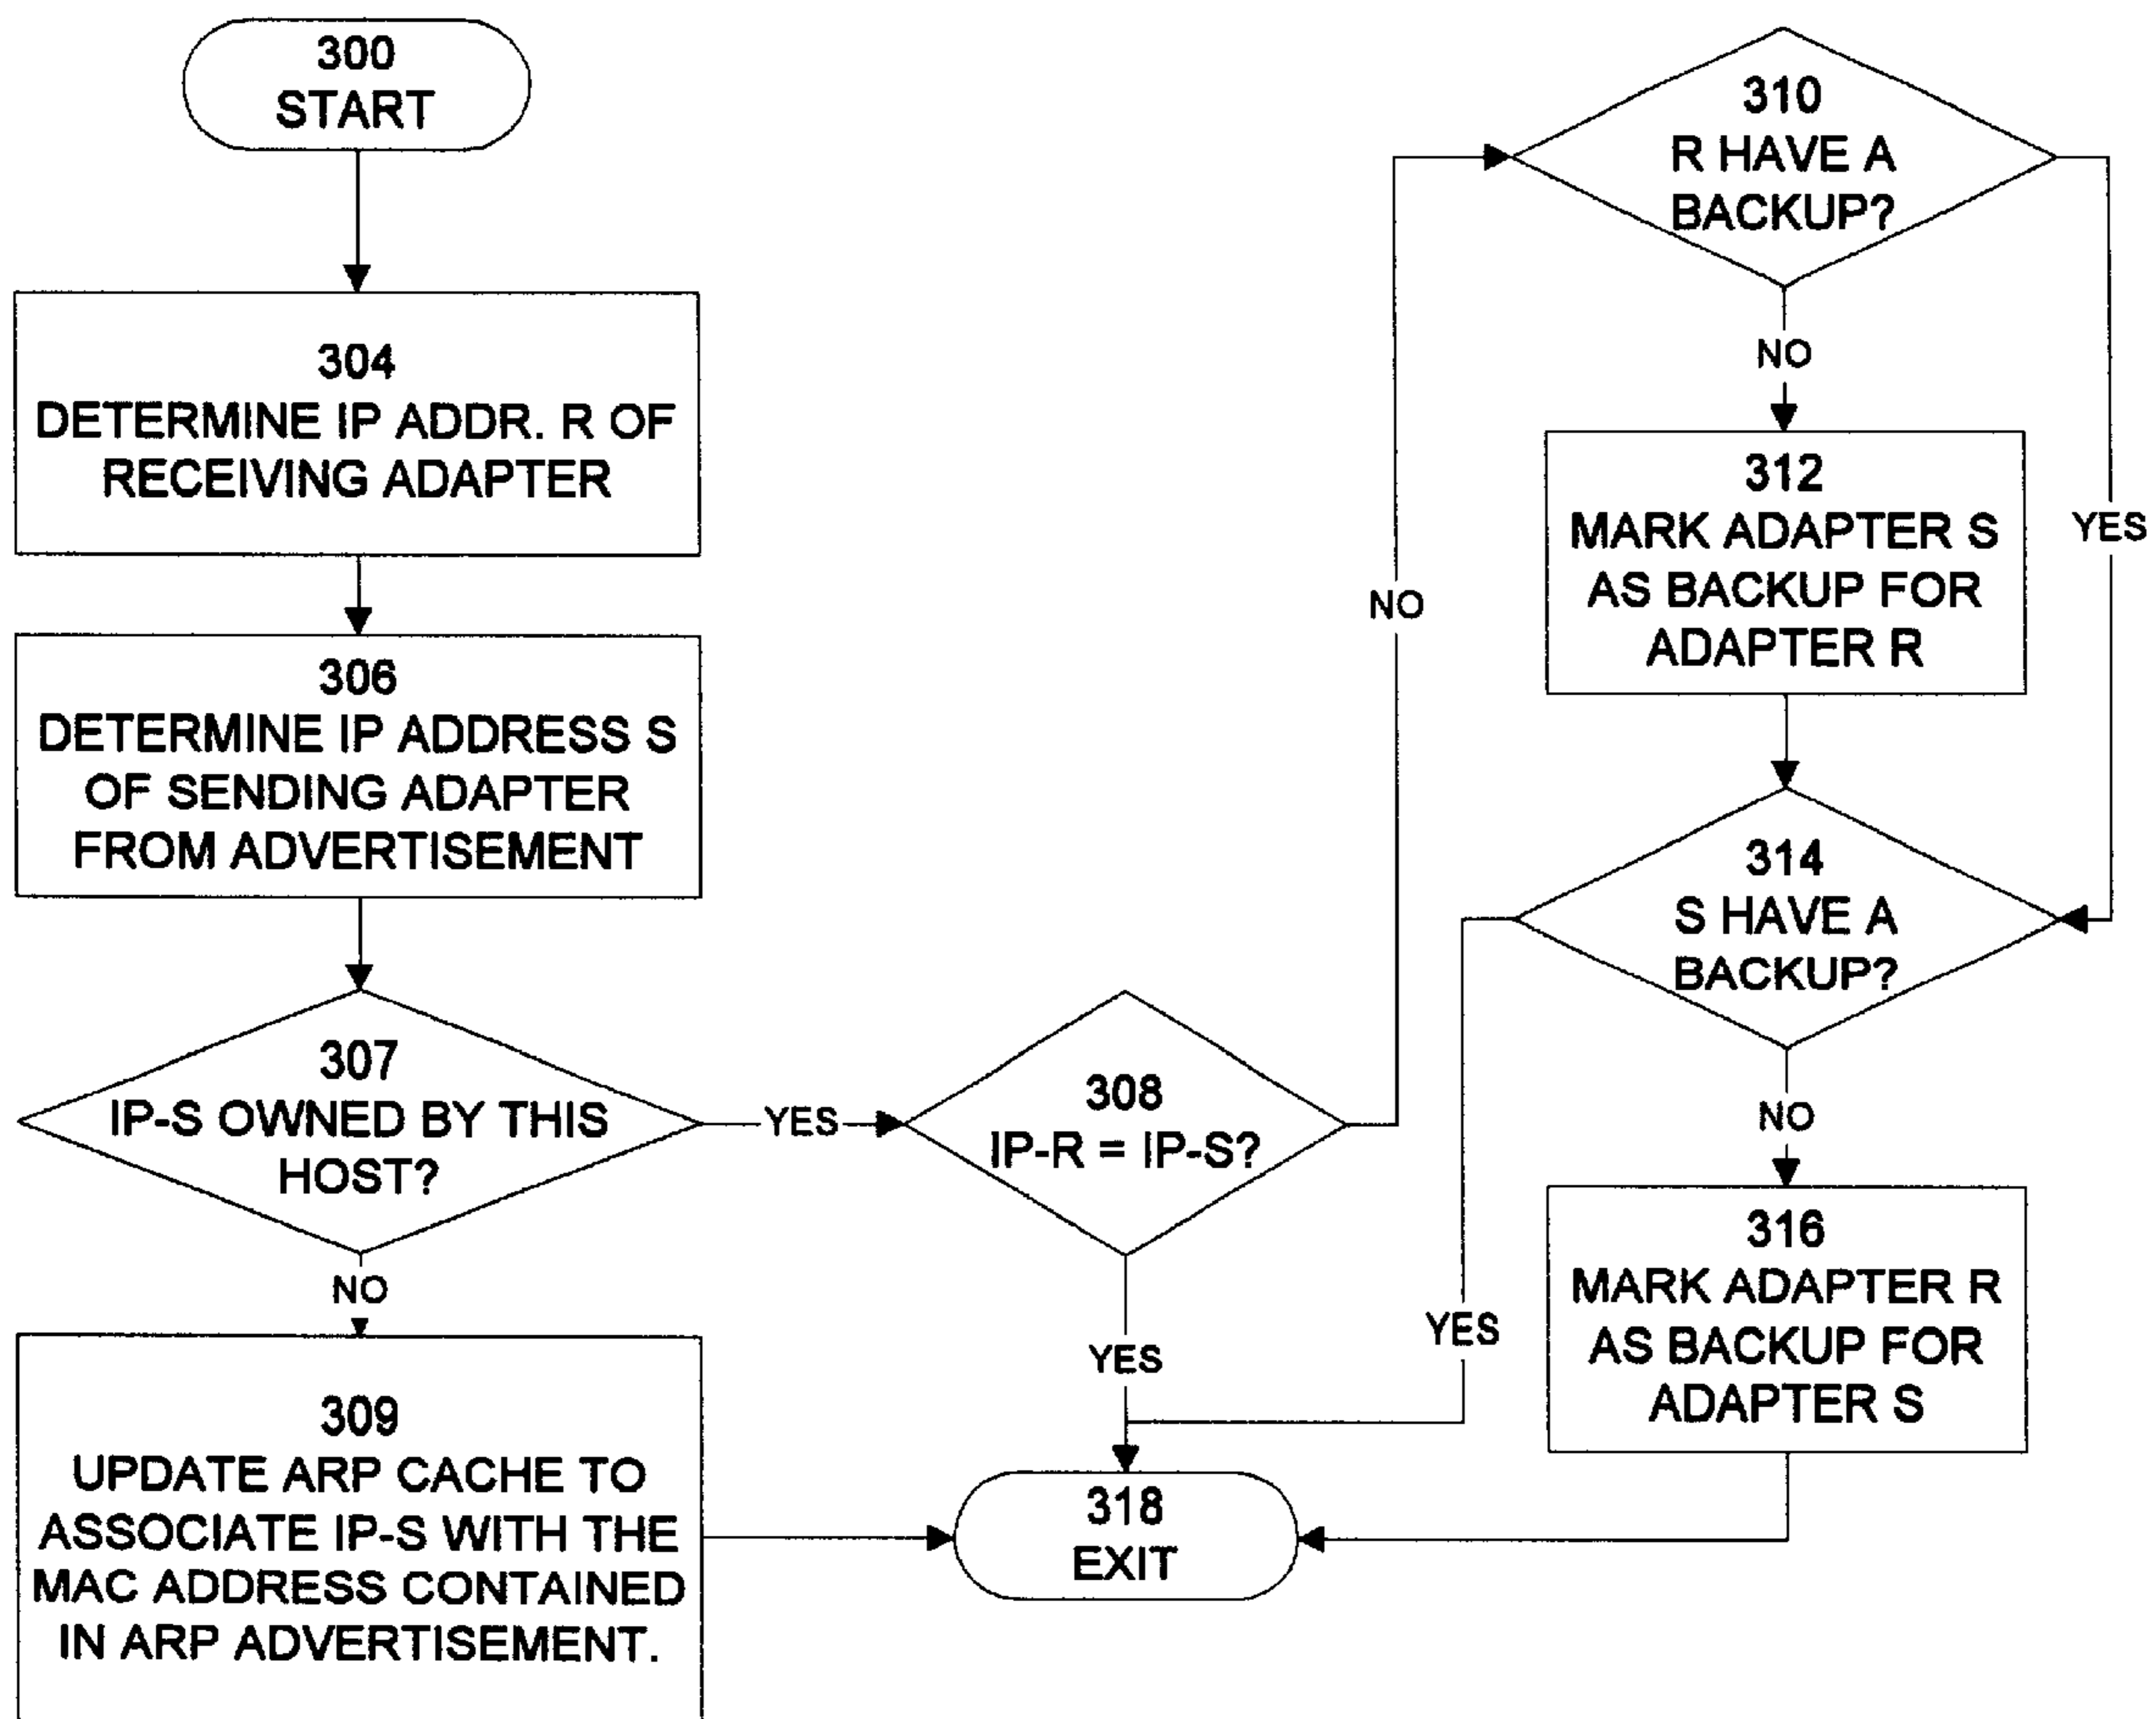 300
START
304
DETERMINE IP ADDR. R OF
RECEIVING ADAPTER
306
DETERMINE IP ADDRESS S
OF SENDING ADAPTER
FROM ADVERTISEMENT
307
IP-S OWNED BY THIS
HOST?
YES
NO
309
UPDATE ARP CACHE TO
ASSOCIATE IP-S WITH THE
MAC ADDRESS CONTAINED
IN ARP ADVERTISEMENT.
308
IP-R = IP-S?
NO
YES
310
R HAVE A
BACKUP?
NO
YES
312
MARK ADAPTER S
AS BACKUP FOR
ADAPTER R
314
S HAVE A
BACKUP?
YES
NO
316
MARK ADAPTER R
AS BACKUP FOR
ADAPTER S
318
EXIT